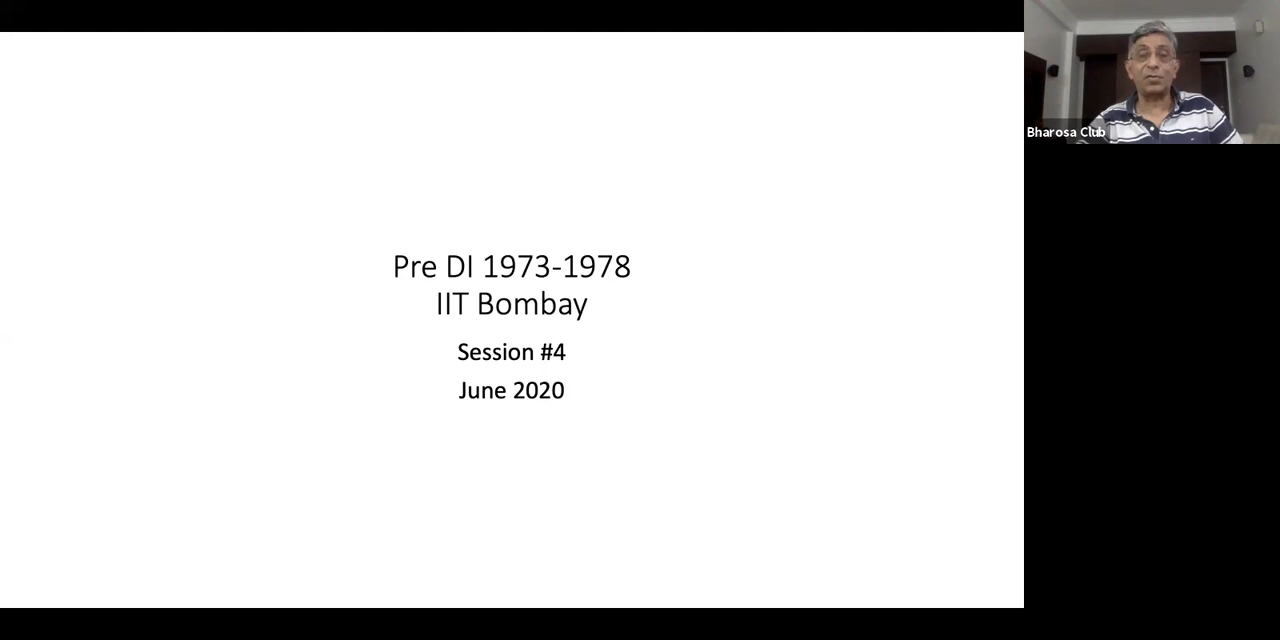 Pre DI 1973-1978
IIT Bombay
Session #4
June 2020
Bharosa Club